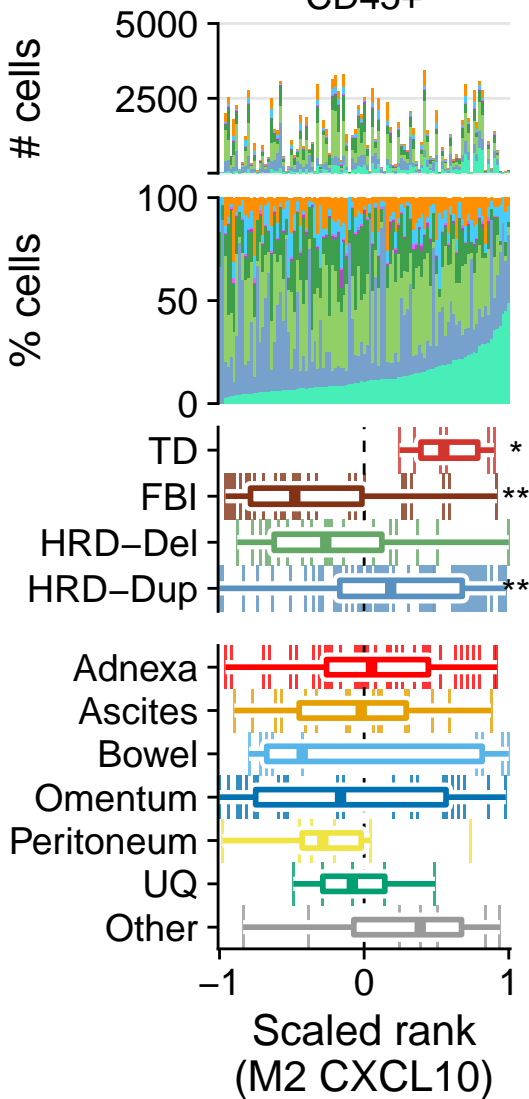 CD45+
5000
2500
# cells
100
50
0
% cells
TD *
FBI **
HRD–Del
HRD–Dup **
Adnexa
Ascites
Bowel
Omentum
Peritoneum
UQ
Other
−1 0 1
Scaled rank
(M2 CXCL10)